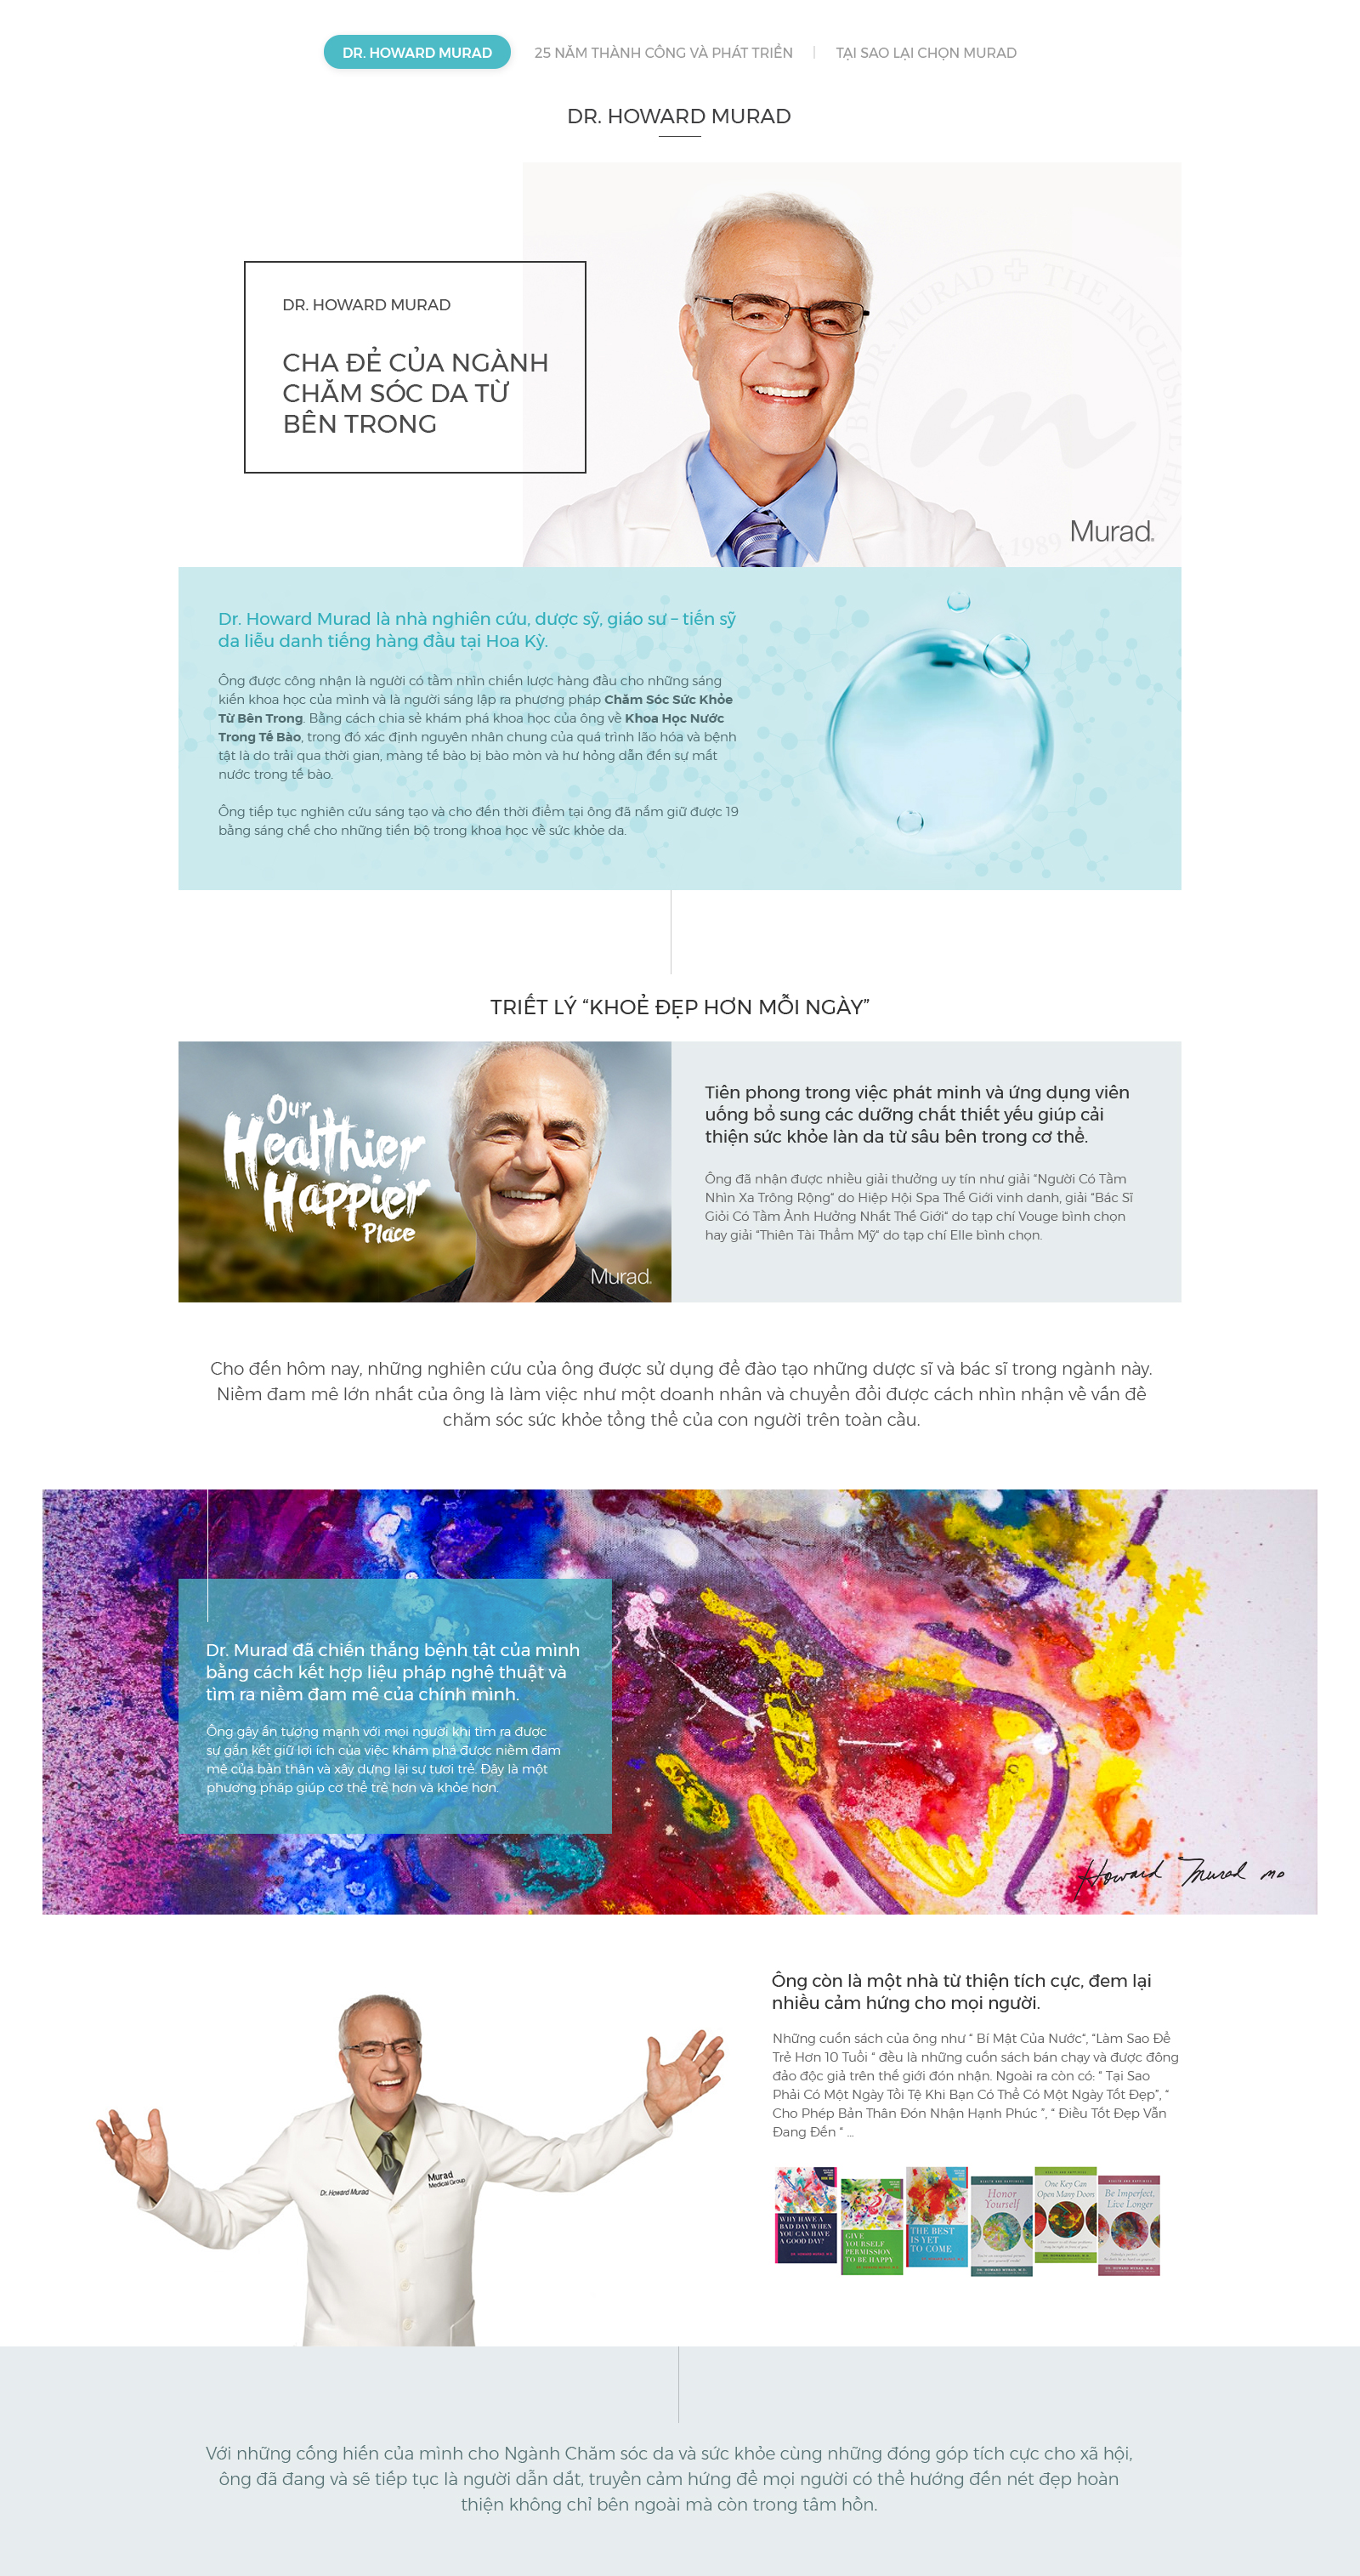 DR. HOWARD MURAD
25 NĂM THÀNH CÔNG VÀ PHÁT TRIỂN
TẠI SAO LẠI CHỌN MURAD
DR. HOWARD MURAD
DR. HOWARD MURAD
CHA ĐẺ CỦA NGÀNH
CHĂM SÓC DA TỪ
BÊN TRONG
BY DR. MURAD THE INCLUSIVE
1989
Murad.
Dr. Howard Murad là nhà nghiên cứu, dược sỹ, giáo sư – tiến sỹ
da liễu danh tiếng hàng đầu tại Hoa Kỳ.
Ông được công nhận là người có tầm nhìn chiến lược hàng đầu cho những sáng
kiến khoa học của mình và là người sáng lập ra phương pháp Chăm Sóc Sức Khỏe
Từ Bên Trong. Bằng cách chia sẻ khám phá khoa học của ông về Khoa Học Nước
Trong Tế Bào, trong đó xác định nguyên nhân chung của quá trình lão hóa và bệnh
tật là do trải qua thời gian, màng tế bào bị bào mòn và hư hỏng dẫn đến sự mất
nước trong tế bào.
Ông tiếp tục nghiên cứu sáng tạo và cho đến thời điểm tại ông đã nắm giữ được 19
bằng sáng chế cho những tiến bộ trong khoa học về sức khỏe da.
TRIẾT LÝ “KHOẺ ĐẸP HƠN MỖI NGÀY”
Our
Healthier
Happier
Place
Murad.
Tiên phong trong việc phát minh và ứng dụng viên
uống bổ sung các dưỡng chất thiết yếu giúp cải
thiện sức khỏe làn da từ sâu bên trong cơ thể.
Ông đã nhận được nhiều giải thưởng uy tín như giải “Người Có Tầm
Nhìn Xa Trông Rộng“ do Hiệp Hội Spa Thế Giới vinh danh, giải “Bác Sĩ
Giỏi Có Tầm Ảnh Hưởng Nhất Thế Giới“ do tạp chí Vouge bình chọn
hay giải “Thiên Tài Thẩm Mỹ“ do tạp chí Elle bình chọn.
Cho đến hôm nay, những nghiên cứu của ông được sử dụng để đào tạo những dược sĩ và bác sĩ trong ngành này.
Niềm đam mê lớn nhất của ông là làm việc như một doanh nhân và chuyển đổi được cách nhìn nhận về vấn đề
chăm sóc sức khỏe tổng thể của con người trên toàn cầu.
Dr. Murad đã chiến thắng bệnh tật của mình
bằng cách kết hợp liệu pháp nghệ thuật và
tìm ra niềm đam mê của chính mình.
Ông gây ấn tượng mạnh với mọi người khi tìm ra được
sự gắn kết giữ lợi ích của việc khám phá được niềm đam
mê của bản thân và xây dựng lại sự tươi trẻ. Đây là một
phương pháp giúp cơ thể trẻ hơn và khỏe hơn.
Howard Murad MD
Ông còn là một nhà từ thiện tích cực, đem lại
nhiều cảm hứng cho mọi người.
Những cuốn sách của ông như “ Bí Mật Của Nước“, “Làm Sao Để
Trẻ Hơn 10 Tuổi “ đều là những cuốn sách bán chạy và được đông
đảo độc giả trên thế giới đón nhận. Ngoài ra còn có: “ Tại Sao
Phải Có Một Ngày Tồi Tệ Khi Bạn Có Thể Có Một Ngày Tốt Đẹp”, “
Cho Phép Bản Thân Đón Nhận Hạnh Phúc ”, “ Điều Tốt Đẹp Vẫn
Đang Đến “ ...
Dr. Howard Murad
Murad
Medical Group
WHY HAVE A
BAD DAY WHEN
YOU CAN HAVE
A GOOD DAY?
GIVE
YOURSELF
PERMISSION
TO BE HAPPY
THE BEST
IS YET
TO COME
Honor
Yourself
One Key Can
Open Many Doors
Be Imperfect,
Live Longer
Với những cống hiến của mình cho Ngành Chăm sóc da và sức khỏe cùng những đóng góp tích cực cho xã hội,
ông đã đang và sẽ tiếp tục là người dẫn dắt, truyền cảm hứng để mọi người có thể hướng đến nét đẹp hoàn
thiện không chỉ bên ngoài mà còn trong tâm hồn.